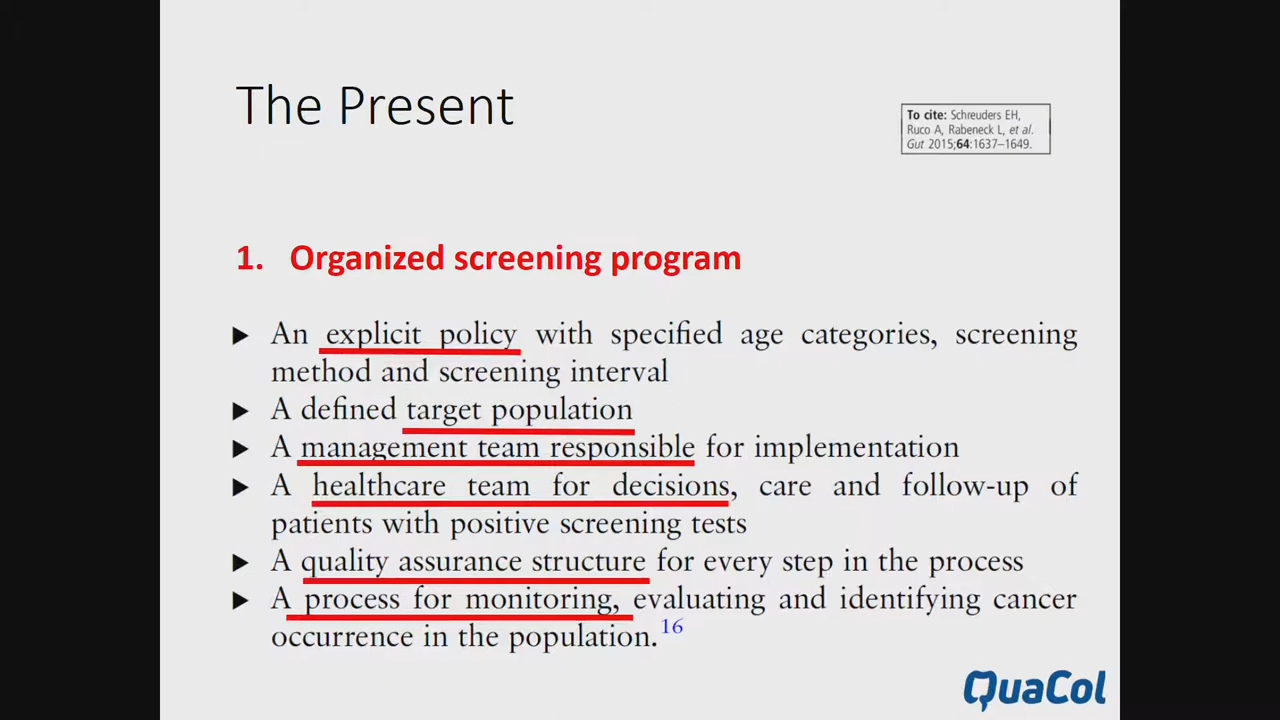 The Present
To cite: Schreuders EH,
Ruco A, Rabeneck L, et al.
Gut 2015;64:1637–1649.
1. Organized screening program
▶ An explicit policy with specified age categories, screening
method and screening interval
▶ A defined target population
▶ A management team responsible for implementation
▶ A healthcare team for decisions, care and follow-up of
patients with positive screening tests
▶ A quality assurance structure for every step in the process
▶ A process for monitoring, evaluating and identifying cancer
occurrence in the population.16
QuaCol